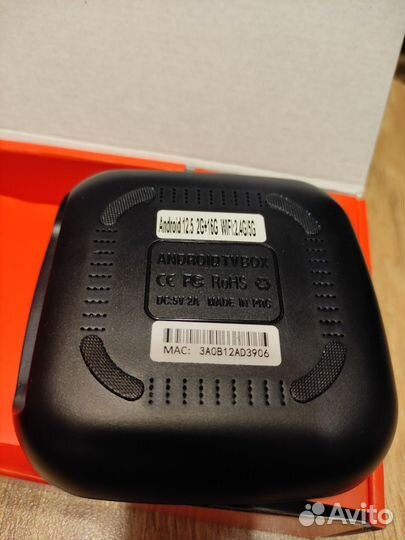 Android 12.5 2G+16G WIFI:2.4G/5G
ANDROID TV BOX
CE FC RoHS
DC:5V 2A MADE IN PRC
MAC: 3A0B12AD3906
Avito